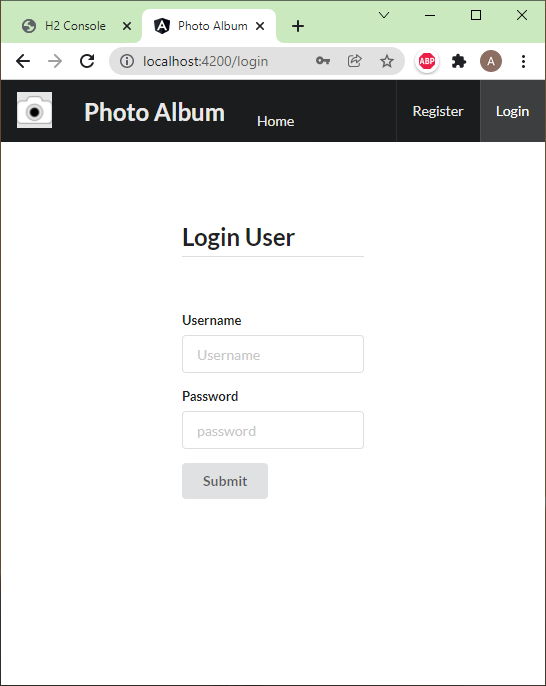 H2 Console
Photo Album
localhost:4200/login
ABP
A
Photo Album
Home
Register
Login
Login User
Username
Username
Password
password
Submit